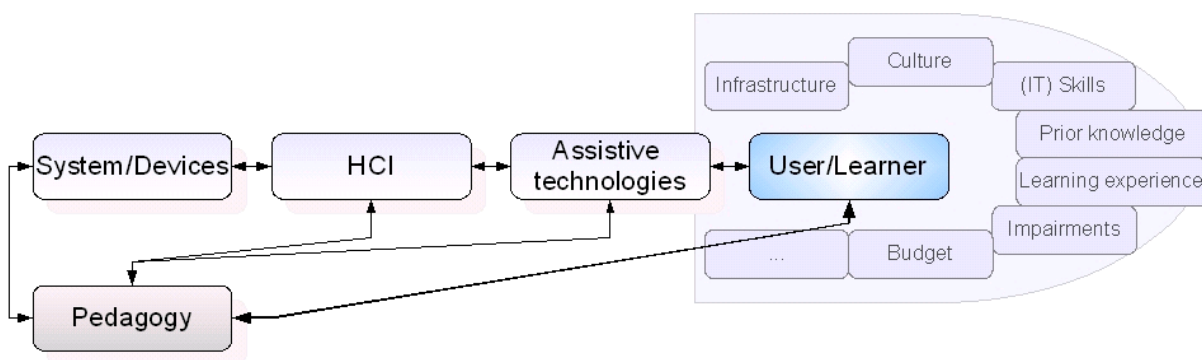 Culture
Infrastructure
(IT) Skills
Prior knowledge
System/Devices
HCI
Assistive
technologies
User/Learner
Learning experience
Impairments
...
Budget
Pedagogy